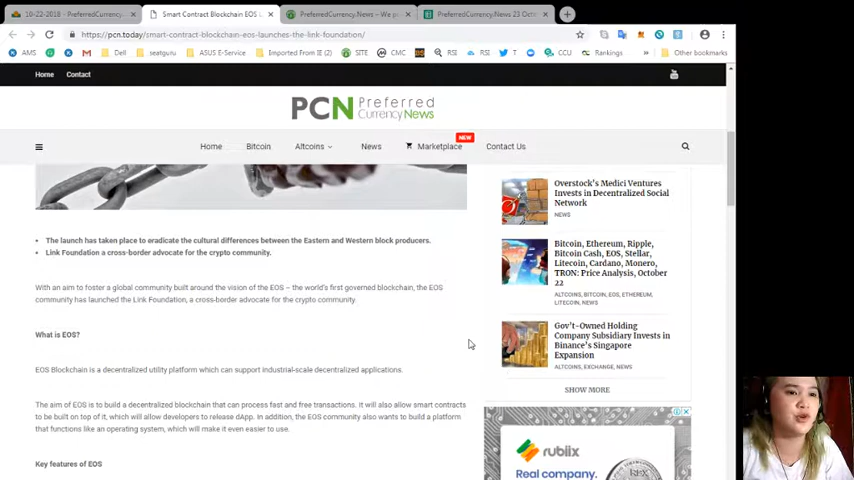 10-22-2018 - PreferredCurrency
Smart Contract Blockchain EOS L
PreferredCurrency.News – We p
PreferredCurrency.News 23 Octo
https://pcn.today/smart-contract-blockchain-eos-launches-the-link-foundation/
AMS
Dell
seatguru
ASUS E-Service
Imported From IE (2)
SITE
CMC
RSI
RSI
T
CCU
Seatguru
Other bookmarks
Home
Contact
PCN Preferred
Currency News
NEW
Home
Bitcoin
Altcoins
News
Marketplace
Contact Us
• The launch has taken place to eradicate the cultural differences between the Eastern and Western block producers.
• Link Foundation a cross-border advocate for the crypto community.
With an aim to foster a global community built around the vision of the EOS – the world's first governed blockchain, the EOS
community has launched the Link Foundation, a cross-border advocate for the crypto community.
What is EOS?
EOS Blockchain is a decentralized utility platform which can support industrial-scale decentralized applications.
The aim of EOS is to build a decentralized blockchain that can process fast and free transactions. It will also allow smart contracts
to be built on top of it, which will allow developers to release dApp. In addition, the EOS community also wants to build a platform
that functions like an operating system, which will make it even easier to use.
Key features of EOS
Overstock's Medici Ventures
Invests in Decentralized Social
Network
NEWS
Bitcoin, Ethereum, Ripple,
Bitcoin Cash, EOS, Stellar,
Litecoin, Cardano, Monero,
TRON: Price Analysis, October
22
ALTCOINS, BITCOIN, EOS, ETHEREUM,
LITECOIN, NEWS
Gov't-Owned Holding
Company Subsidiary Invests in
Binance's Singapore
Expansion
ALTCOINS, EXCHANGE, NEWS
SHOW MORE
rubiix
Real company.